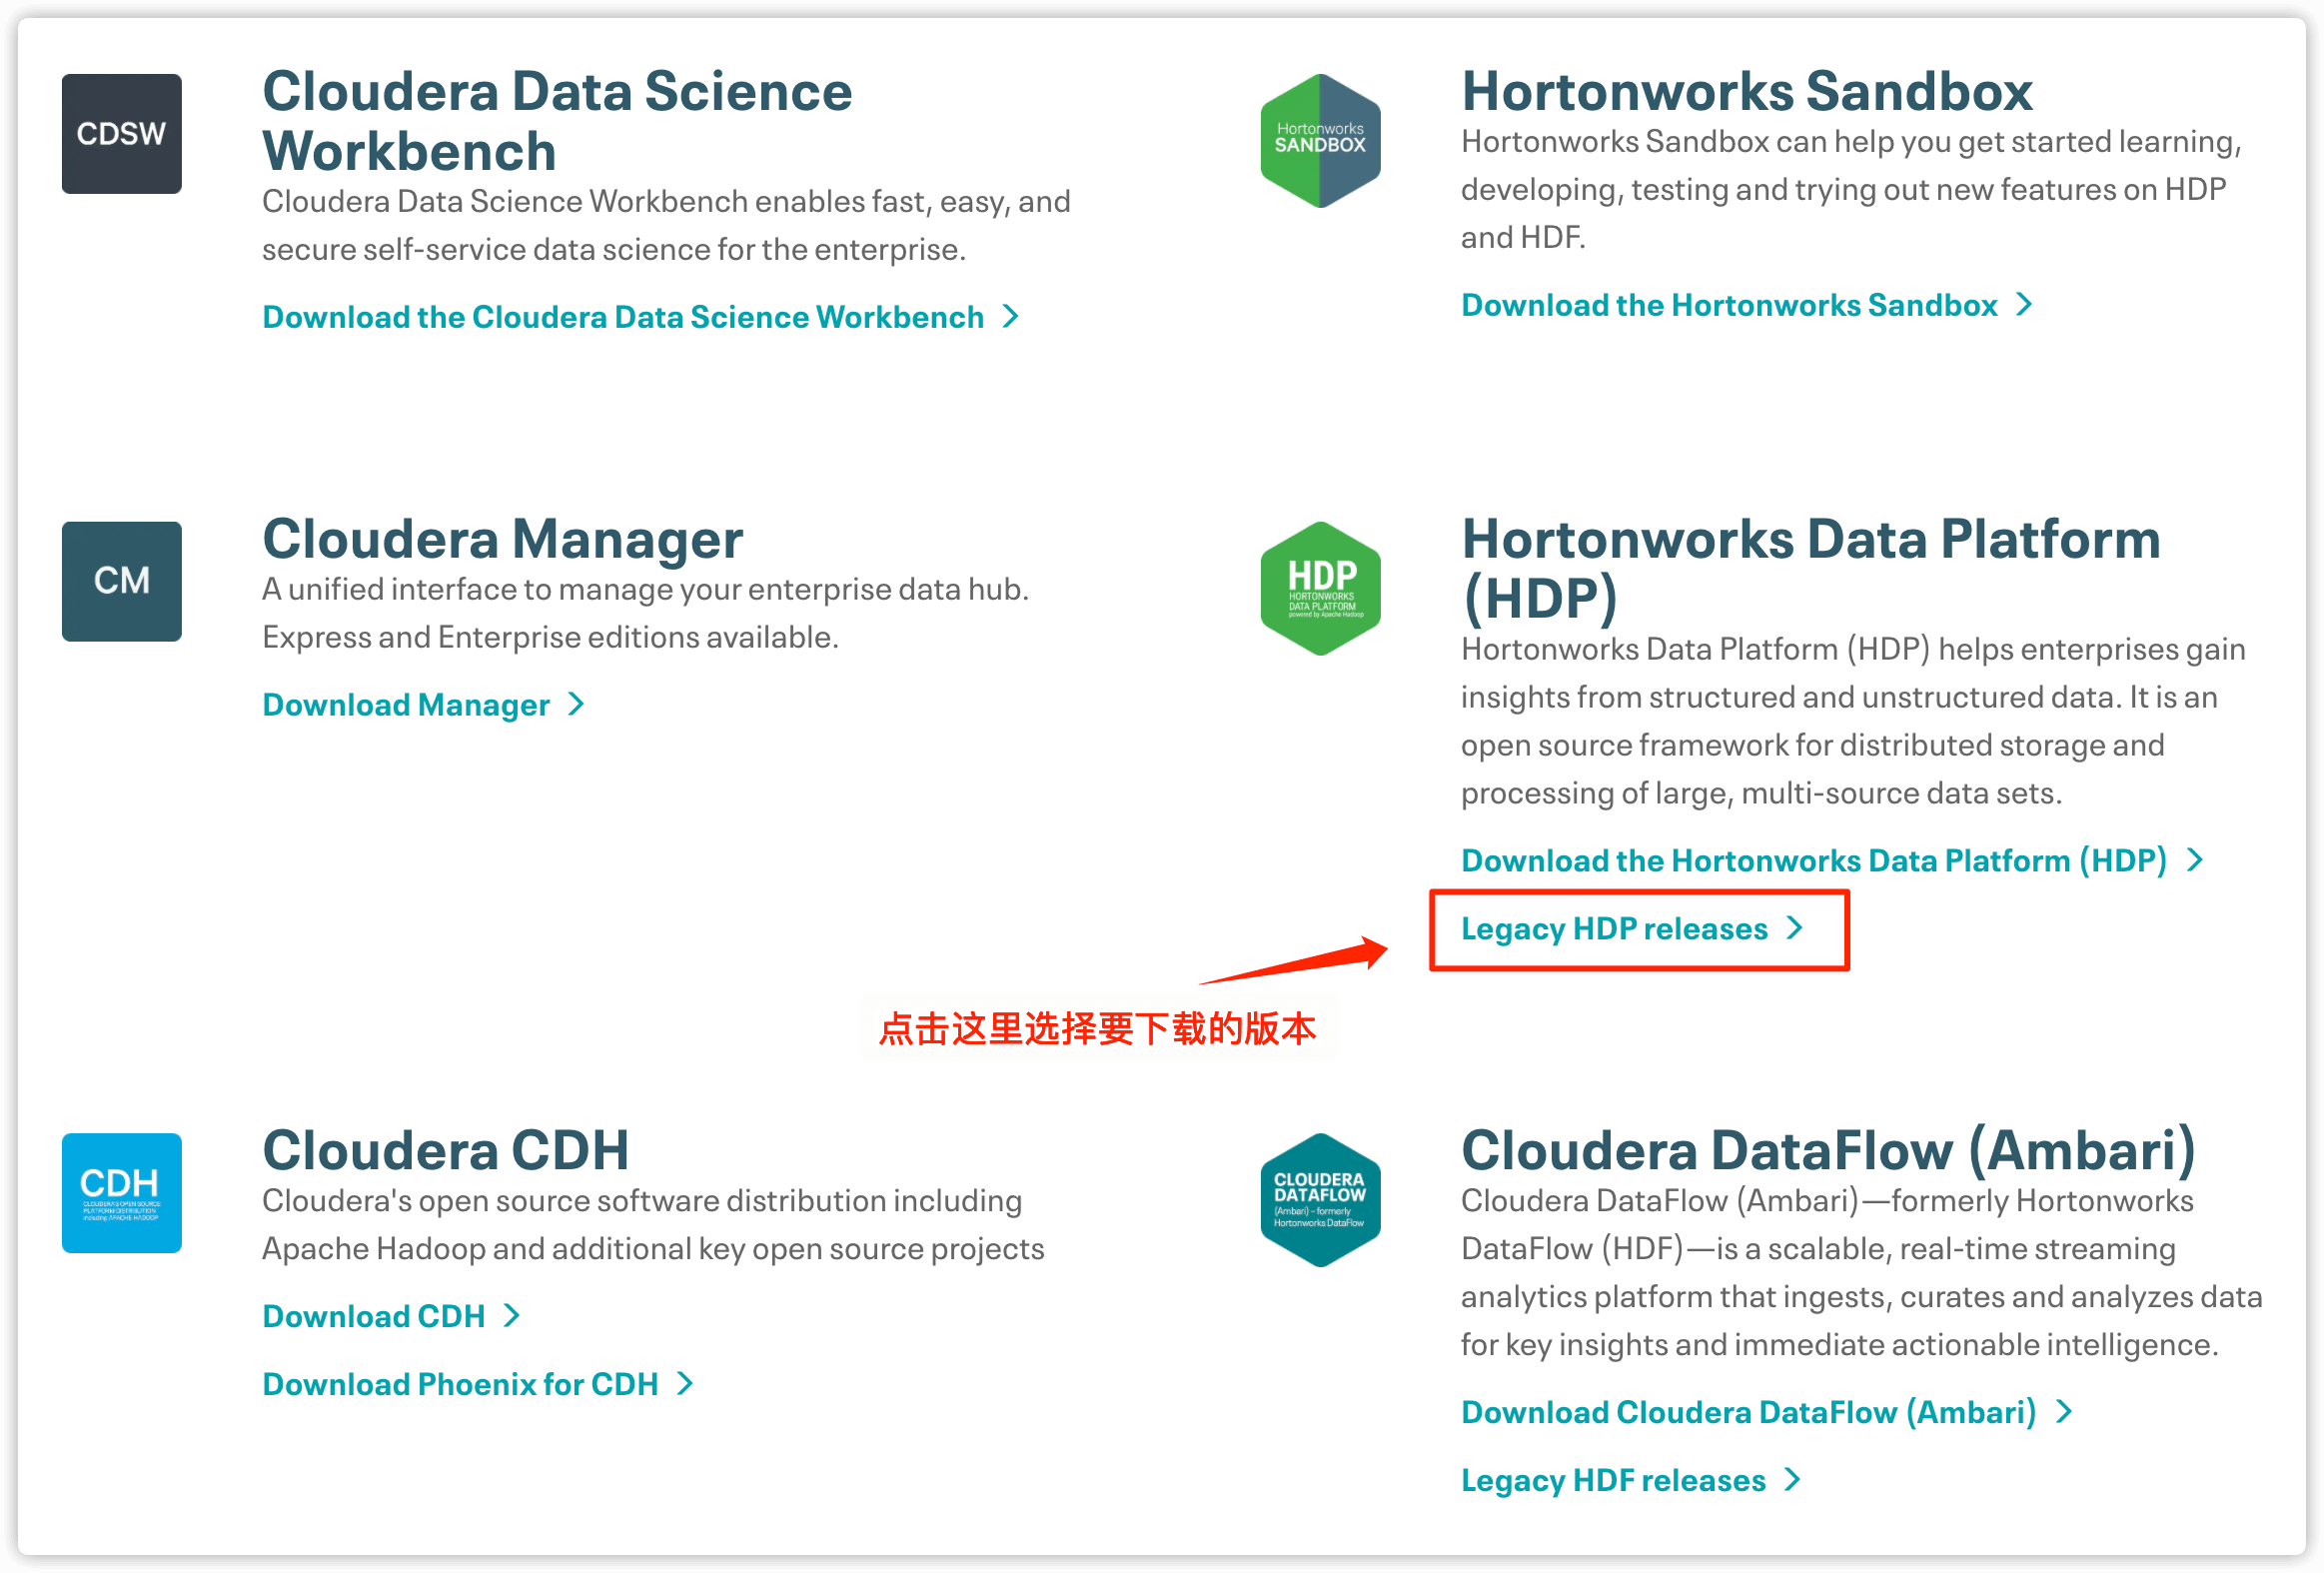 CDSW
Cloudera Data Science
Workbench
Cloudera Data Science Workbench enables fast, easy, and
secure self-service data science for the enterprise.
Download the Cloudera Data Science Workbench
Hortonworks
SANDBOX
Hortonworks Sandbox
Hortonworks Sandbox can help you get started learning,
developing, testing and trying out new features on HDP
and HDF.
Download the Hortonworks Sandbox
CM
Cloudera Manager
A unified interface to manage your enterprise data hub.
Express and Enterprise editions available.
Download Manager
HDP
HORTONWORKS
DATA PLATFORM
powered by Apache Hadoop
Hortonworks Data Platform
(HDP)
Hortonworks Data Platform (HDP) helps enterprises gain
insights from structured and unstructured data. It is an
open source framework for distributed storage and
processing of large, multi-source data sets.
Download the Hortonworks Data Platform (HDP)
Legacy HDP releases
点击这里选择要下载的版本
CDH
CLOUDERA'S OPEN SOURCE
PLATFORM DISTRIBUTION
including APACHE HADOOP
Cloudera CDH
Cloudera's open source software distribution including
Apache Hadoop and additional key open source projects
Download CDH
Download Phoenix for CDH
CLOUDERA
DATAFLOW
(Ambari) – formerly
Hortonworks DataFlow
Cloudera DataFlow (Ambari)
Cloudera DataFlow (Ambari)—formerly Hortonworks
DataFlow (HDF)—is a scalable, real-time streaming
analytics platform that ingests, curates and analyzes data
for key insights and immediate actionable intelligence.
Download Cloudera DataFlow (Ambari)
Legacy HDF releases